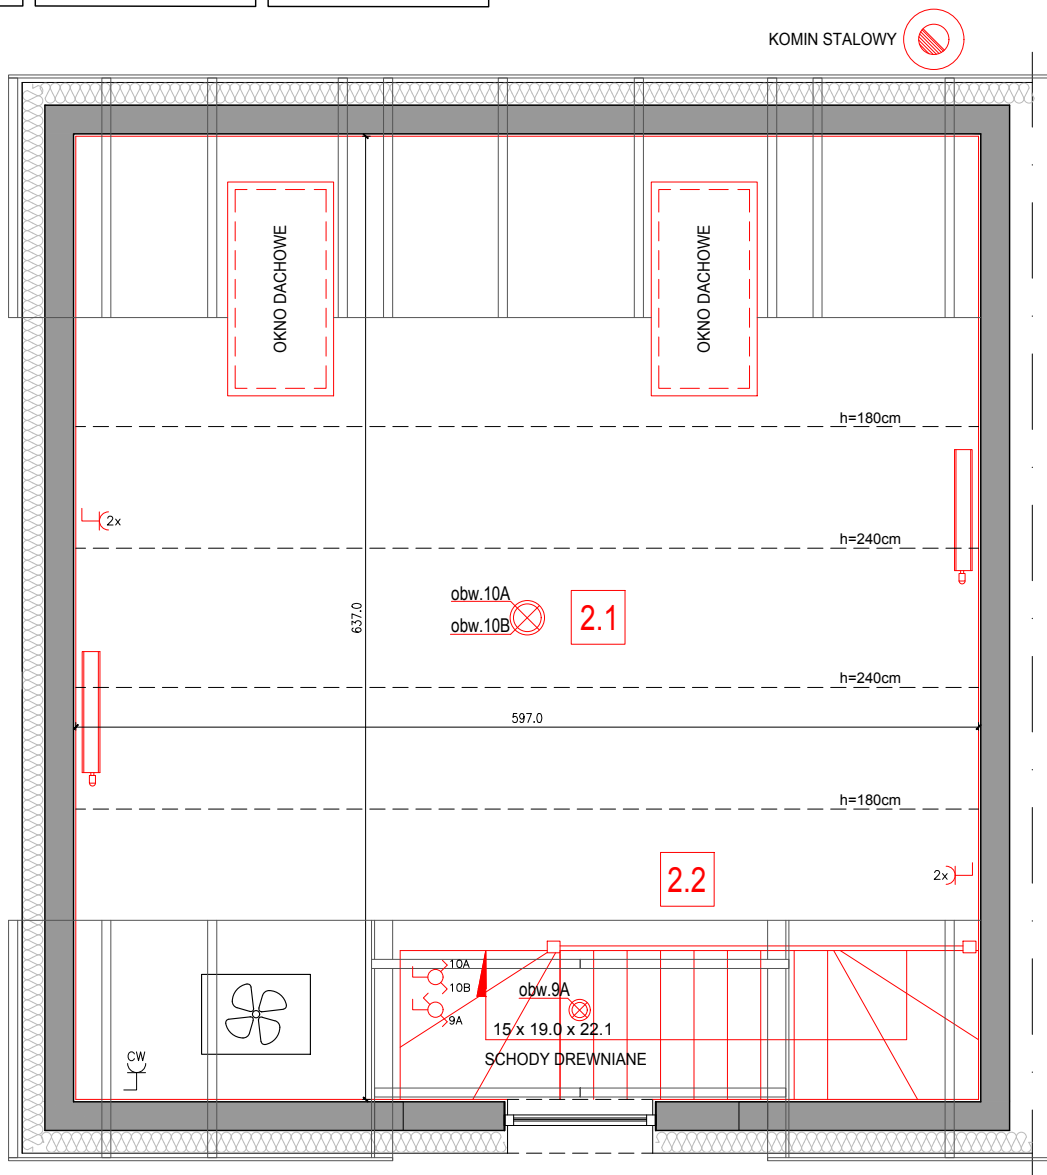 KOMIN STALOWY
OKNO DACHOWE
OKNO DACHOWE
h=180cm
2x
h=240cm
obw.10A
obw.10B
2.1
637.0
h=240cm
597.0
h=180cm
2.2
2x
10A
10B
9A
obw.9A
15 x 19.0 x 22.1
SCHODY DREWNIANE
CW